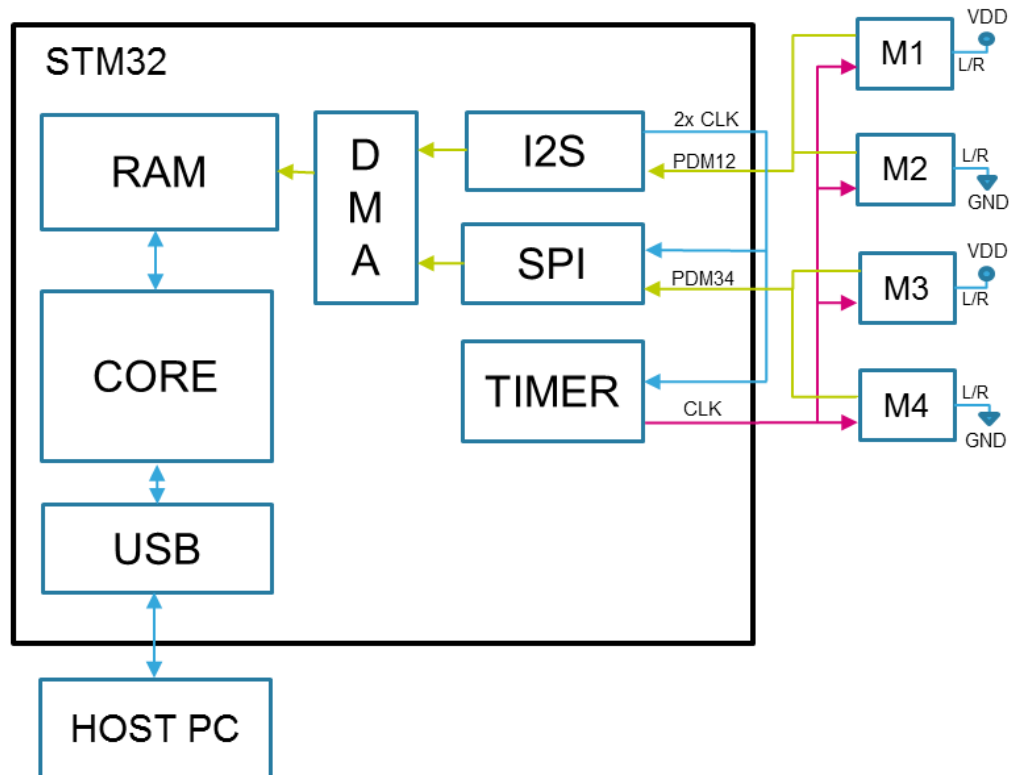 STM32
RAM
D
M
A
I2S
2x CLK
PDM12
SPI
PDM34
TIMER
CLK
CORE
USB
HOST PC
M1
VDD
L/R
M2
L/R
GND
M3
VDD
L/R
M4
L/R
GND